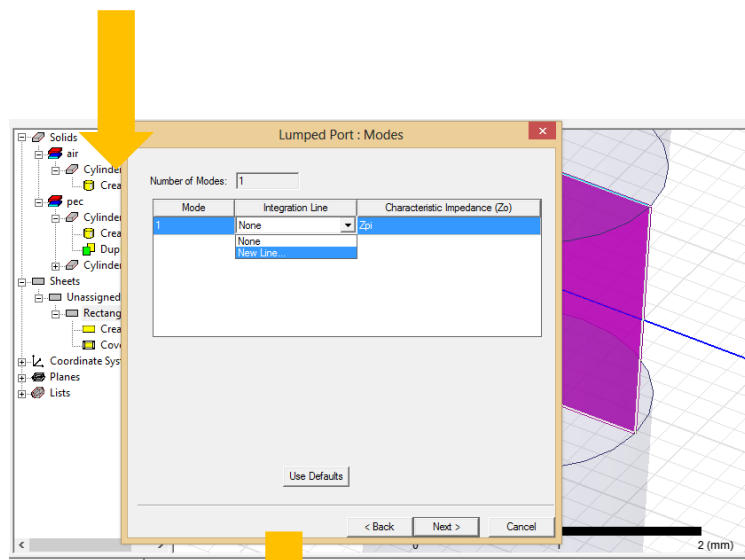 Lumped Port : Modes
Solids
air
Cylinder
Crea
pec
Cylinder
Crea
Dup
Cylinder
Sheets
Unassigned
Rectang
Crea
Cove
Coordinate Sys
Planes
Lists
Number of Modes: 1
Mode Integration Line Characteristic Impedance (Zo)
1 None Zpi
None
New Line...
Use Defaults
< Back Next > Cancel
0 1 2 (mm)